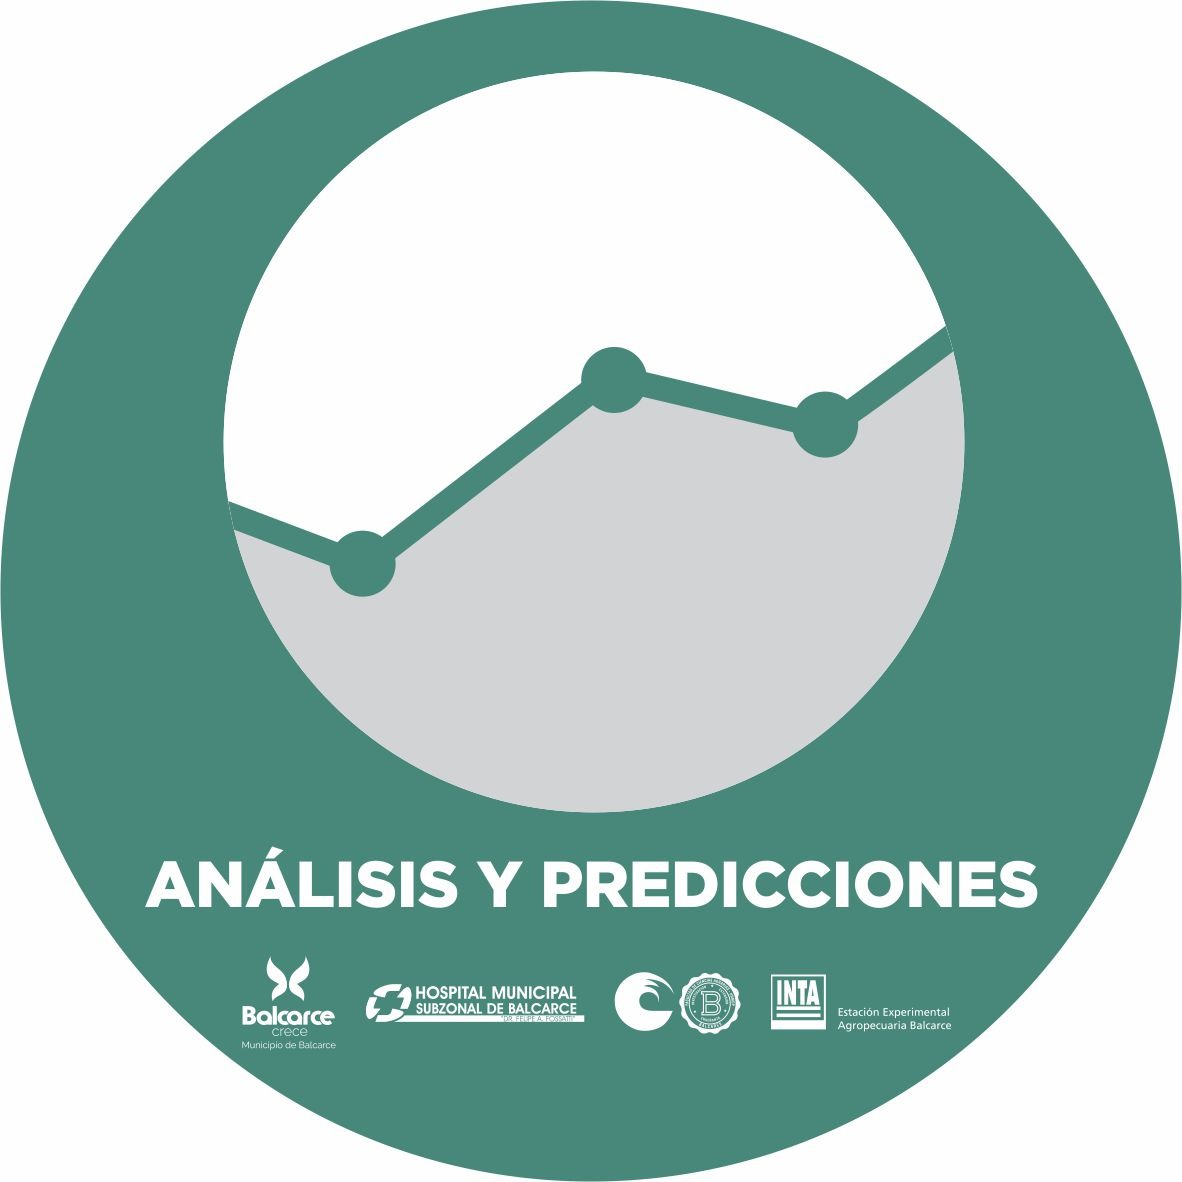 ANÁLISIS Y PREDICCIONES
Balcarce
crece
Municipio de Balcarce
HOSPITAL MUNICIPAL
SUBZONAL DE BALCARCE
"DR. FELIPE A. FOSSATI"
B
BALCARCE
INTA
Estación Experimental
Agropecuaria Balcarce